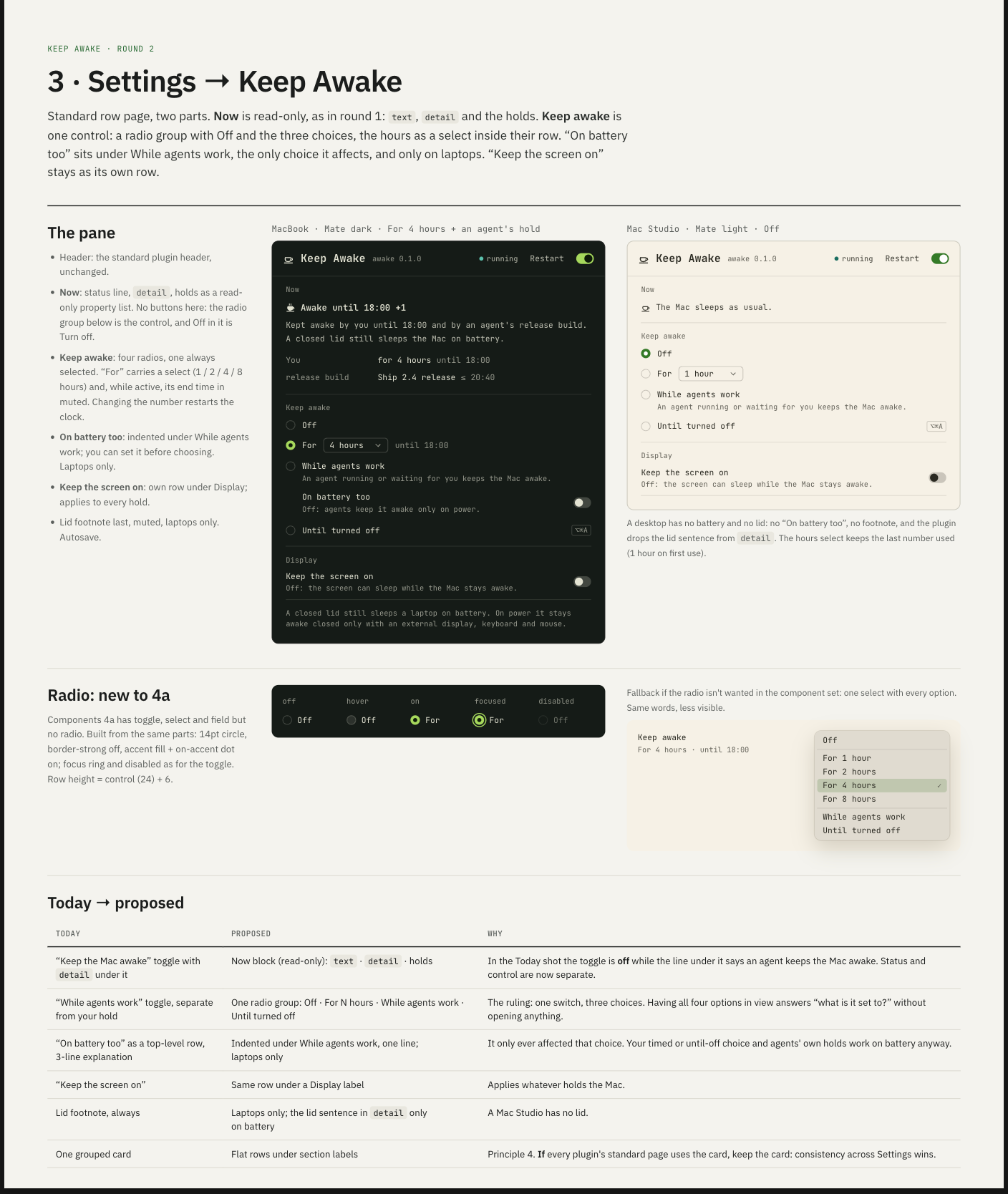 KEEP AWAKE · ROUND 2
3 · Settings → Keep Awake
Standard row page, two parts. Now is read-only, as in round 1: text, detail and the holds. Keep awake is
one control: a radio group with Off and the three choices, the hours as a select inside their row. “On battery
too” sits under While agents work, the only choice it affects, and only on laptops. “Keep the screen on”
stays as its own row.
The pane
• Header: the standard plugin header,
unchanged.
• Now: status line, detail, holds as a read-
only property list. No buttons here: the radio
group below is the control, and Off in it is
Turn off.
• Keep awake: four radios, one always
selected. “For” carries a select (1 / 2 / 4 / 8
hours) and, while active, its end time in
muted. Changing the number restarts the
clock.
• On battery too: indented under While agents
work; you can set it before choosing.
Laptops only.
• Keep the screen on: own row under Display;
applies to every hold.
• Lid footnote last, muted, laptops only.
Autosave.
MacBook · Mate dark · For 4 hours + an agent's hold
Keep Awake awake 0.1.0 running Restart
Now
Awake until 18:00 +1
Kept awake by you until 18:00 and by an agent's release build.
A closed lid still sleeps the Mac on battery.
You for 4 hours until 18:00
release build Ship 2.4 release ≤ 20:40
Keep awake
Off
For 4 hours until 18:00
While agents work
An agent running or waiting for you keeps the Mac awake.
On battery too
Off: agents keep it awake only on power.
Until turned off ⌥⌘A
Display
Keep the screen on
Off: the screen can sleep while the Mac stays awake.
A closed lid still sleeps a laptop on battery. On power it stays
awake closed only with an external display, keyboard and mouse.
Mac Studio · Mate light · Off
Keep Awake awake 0.1.0 running Restart
Now
The Mac sleeps as usual.
Keep awake
Off
For 1 hour
While agents work
An agent running or waiting for you keeps the Mac awake.
Until turned off ⌥⌘A
Display
Keep the screen on
Off: the screen can sleep while the Mac stays awake.
A desktop has no battery and no lid: no “On battery too”, no footnote, and the plugin
drops the lid sentence from detail. The hours select keeps the last number used
(1 hour on first use).
Radio: new to 4a
Components 4a has toggle, select and field but
no radio. Built from the same parts: 14pt circle,
border-strong off, accent fill + on-accent dot
on; focus ring and disabled as for the toggle.
Row height = control (24) + 6.
off hover on focused disabled
Off Off For For Off
Fallback if the radio isn't wanted in the component set: one select with every option.
Same words, less visible.
Keep awake
For 4 hours · until 18:00
Off
For 1 hour
For 2 hours
For 4 hours ✓
For 8 hours
While agents work
Until turned off
Today → proposed
TODAY PROPOSED WHY
“Keep the Mac awake” toggle with
detail under it
Now block (read-only): text · detail · holds
In the Today shot the toggle is off while the line under it says an agent keeps the Mac awake. Status and
control are now separate.
“While agents work” toggle, separate
from your hold
One radio group: Off · For N hours · While agents work ·
Until turned off
The ruling: one switch, three choices. Having all four options in view answers “what is it set to?” without
opening anything.
“On battery too” as a top-level row,
3-line explanation
Indented under While agents work, one line;
laptops only
It only ever affected that choice. Your timed or until-off choice and agents' own holds work on battery anyway.
“Keep the screen on”
Same row under a Display label
Applies whatever holds the Mac.
Lid footnote, always
Laptops only; the lid sentence in detail only
on battery
A Mac Studio has no lid.
One grouped card
Flat rows under section labels
Principle 4. If every plugin's standard page uses the card, keep the card: consistency across Settings wins.